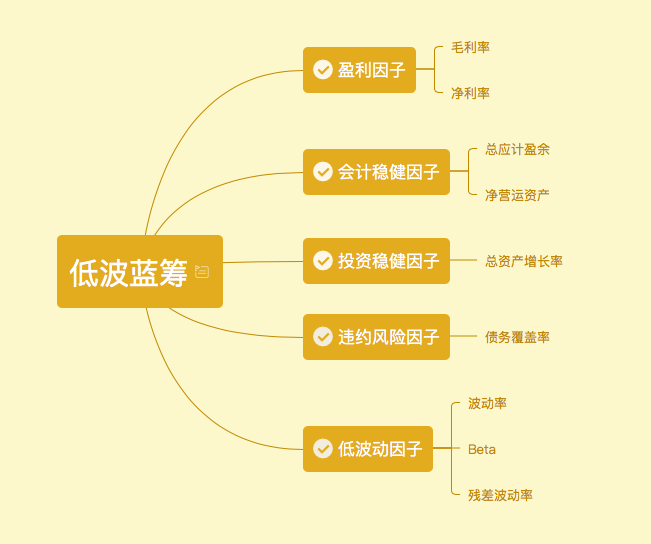 低波蓝筹
盈利因子
毛利率
净利率
会计稳健因子
总应计盈余
净营运资产
投资稳健因子
总资产增长率
违约风险因子
债务覆盖率
低波动因子
波动率
Beta
残差波动率